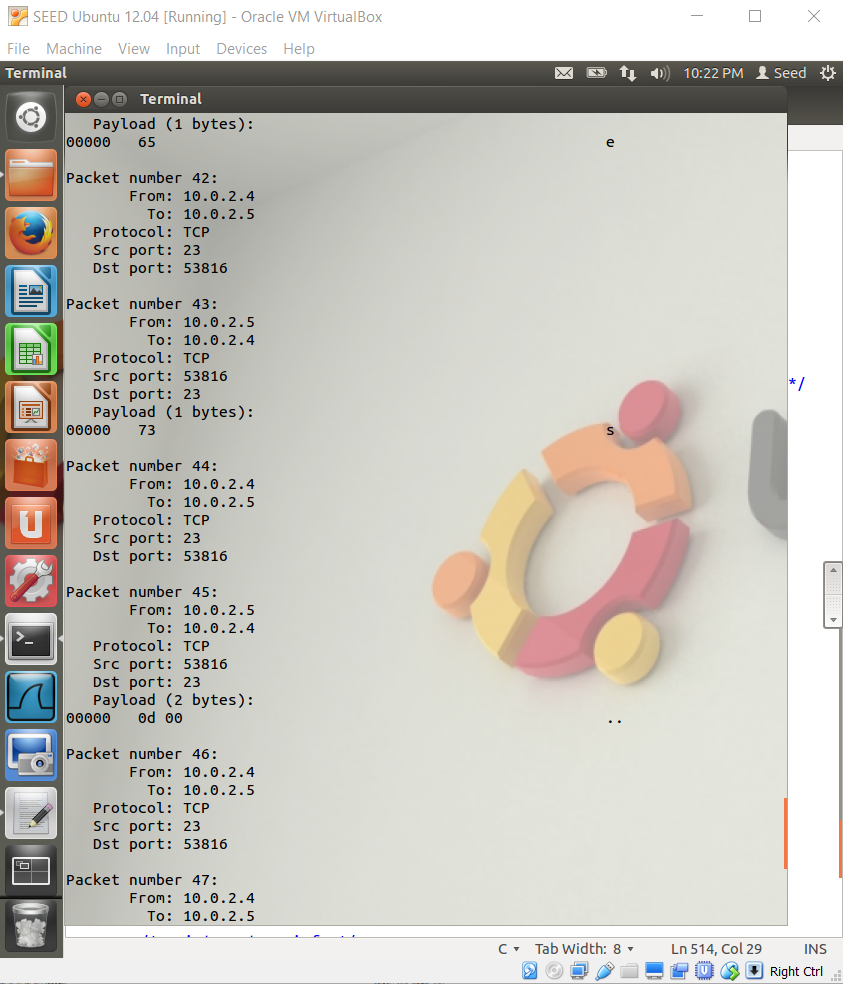 SEED Ubuntu 12.04 [Running] - Oracle VM VirtualBox
File Machine View Input Devices Help
Terminal 10:22 PM Seed
Terminal
Payload (1 bytes):
00000 65 e
Packet number 42:
From: 10.0.2.4
To: 10.0.2.5
Protocol: TCP
Src port: 23
Dst port: 53816
Packet number 43:
From: 10.0.2.5
To: 10.0.2.4
Protocol: TCP
Src port: 53816
Dst port: 23
Payload (1 bytes):
00000 73 s
*/
Packet number 44:
From: 10.0.2.4
To: 10.0.2.5
Protocol: TCP
Src port: 23
Dst port: 53816
Packet number 45:
From: 10.0.2.5
To: 10.0.2.4
Protocol: TCP
Src port: 53816
Dst port: 23
Payload (2 bytes):
00000 0d 00 ..
Packet number 46:
From: 10.0.2.4
To: 10.0.2.5
Protocol: TCP
Src port: 23
Dst port: 53816
Packet number 47:
From: 10.0.2.4
To: 10.0.2.5
C Tab Width: 8 Ln 514, Col 29 INS
Right Ctrl